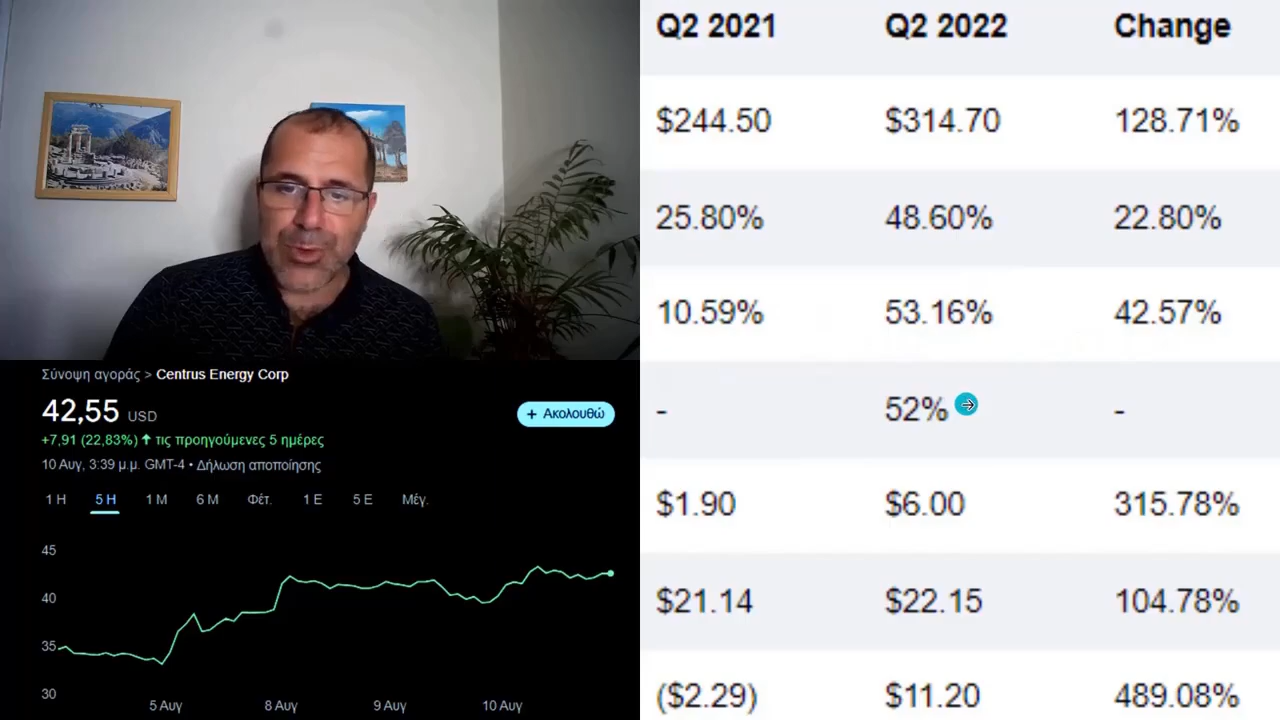 Σύνοψη αγοράς > Centrus Energy Corp
42,55 USD
+ Ακολουθώ
+7,91 (22,83%) ↑ τις προηγούμενες 5 ημέρες
10 Αυγ, 3:39 μ.μ. GMT-4 • Δήλωση αποποίησης
1 Η 5 Η 1 Μ 6 Μ Φέτ. 1 Ε 5 Ε Μέγ.
45
40
35
30
5 Αυγ 8 Αυγ 9 Αυγ 10 Αυγ
Q2 2021 Q2 2022 Change
$244.50 $314.70 128.71%
25.80% 48.60% 22.80%
10.59% 53.16% 42.57%
- 52% -
$1.90 $6.00 315.78%
$21.14 $22.15 104.78%
($2.29) $11.20 489.08%